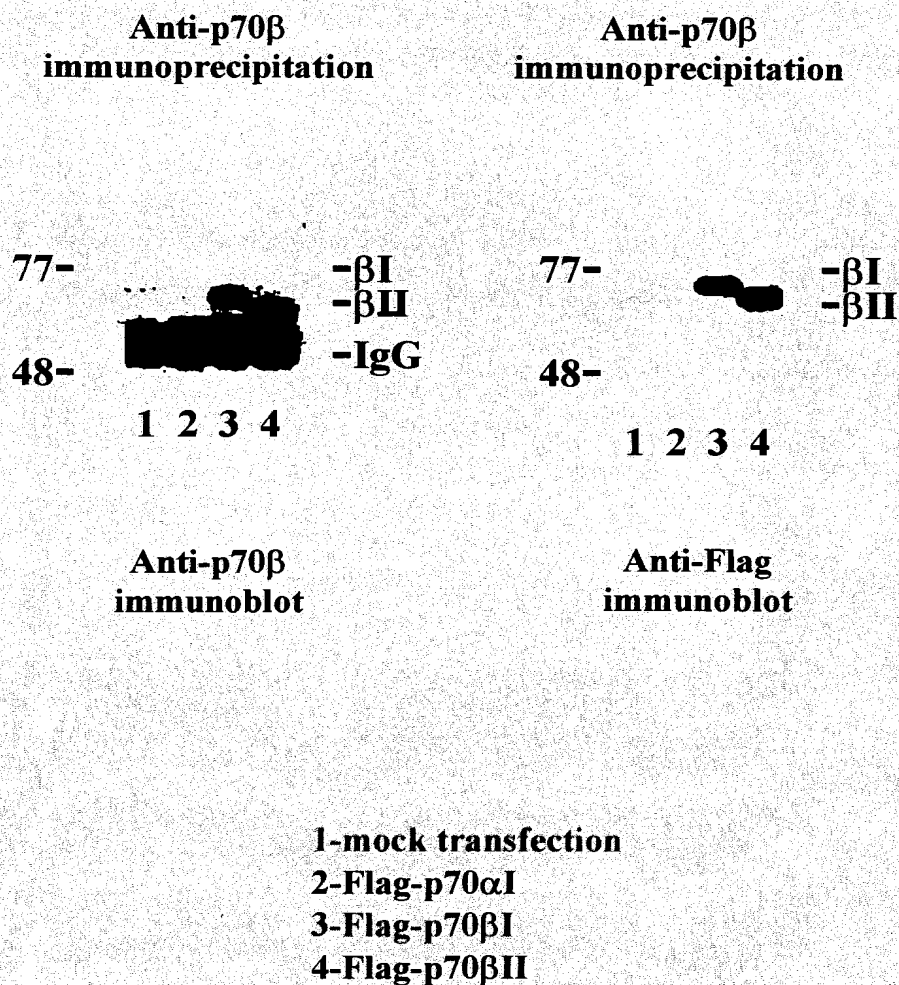 Anti-p70β
immunoprecipitation
Anti-p70β
immunoprecipitation
77-
-βI
-βII
-IgG
48-
1 2 3 4
77-
-βI
-βII
48-
1 2 3 4
Anti-p70β
immunoblot
Anti-Flag
immunoblot
1-mock transfection
2-Flag-p70αI
3-Flag-p70βI
4-Flag-p70βII